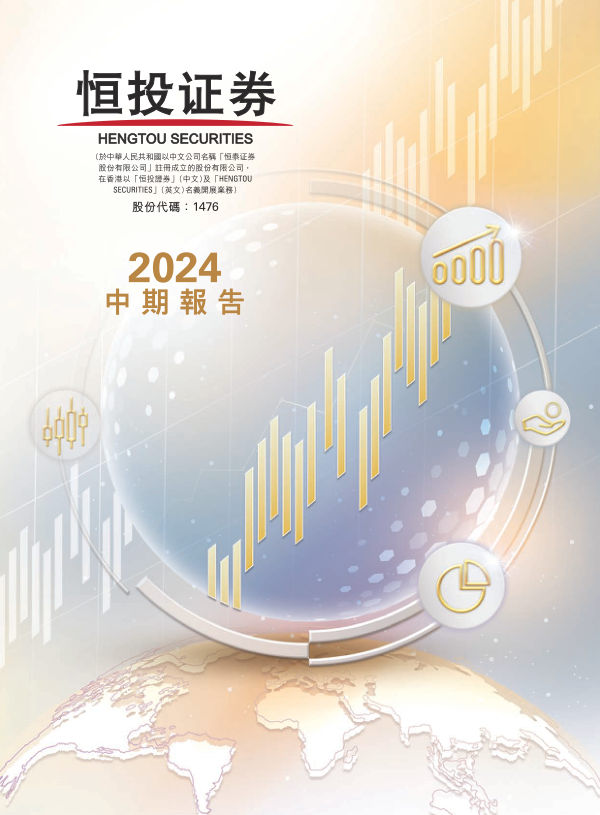 恒投证券
HENGTOU SECURITIES
(於中華人民共和國以中文公司名稱「恒泰证券
股份有限公司」註冊成立的股份有限公司，
在香港以「恒投證券」(中文)及「HENGTOU
SECURITIES」(英文)名義開展業務)
股份代碼：1476
2024
中期報告